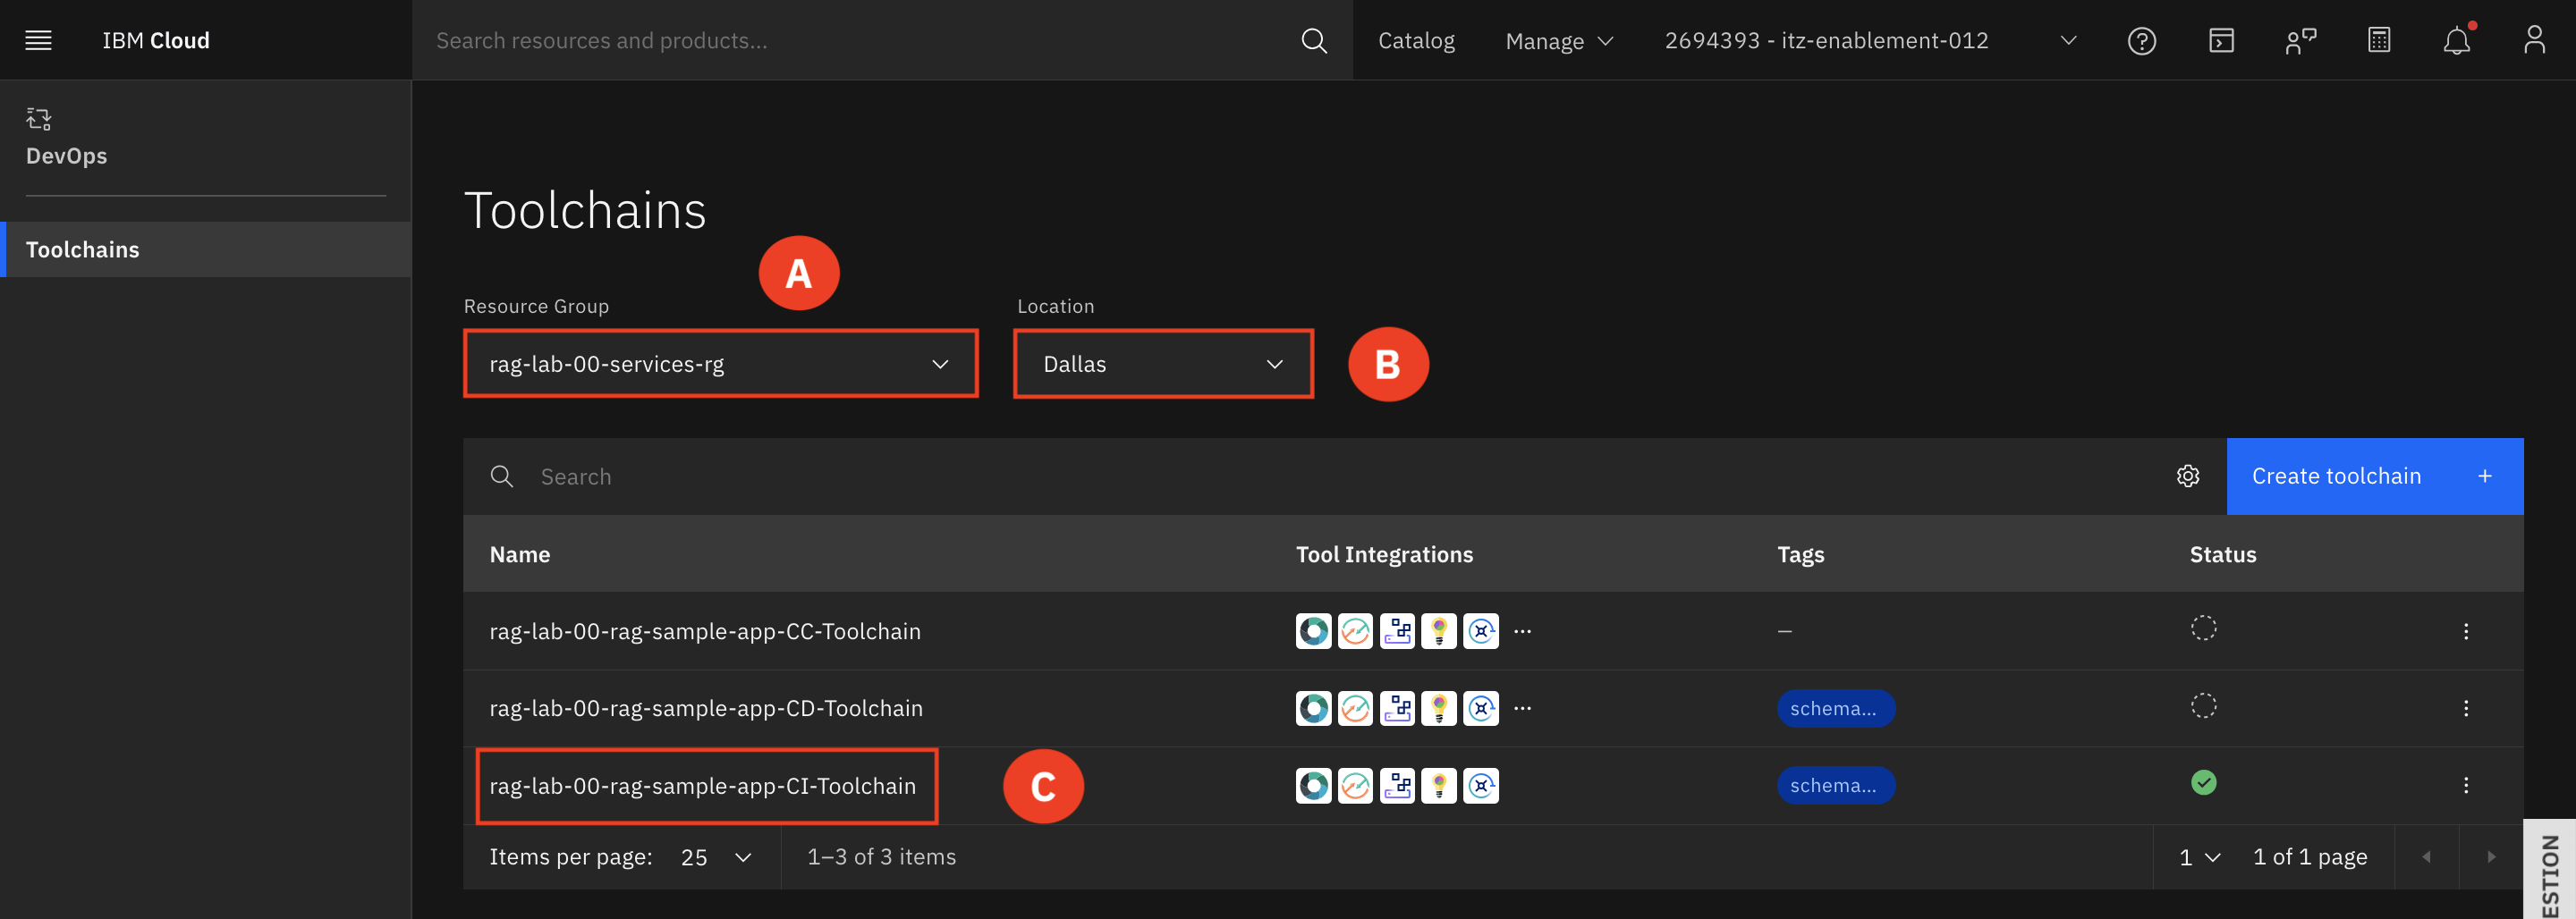 IBM Cloud
Search resources and products...
Catalog
Manage
2694393 - itz-enablement-012
DevOps
Toolchains
Toolchains
A
Resource Group
Location
rag-lab-00-services-rg
Dallas
B
Search
Create toolchain +
Name Tool Integrations Tags Status
rag-lab-00-rag-sample-app-CC-Toolchain ... –
rag-lab-00-rag-sample-app-CD-Toolchain ... schema...
rag-lab-00-rag-sample-app-CI-Toolchain C schema...
Items per page: 25 1–3 of 3 items 1 1 of 1 page
ESTION